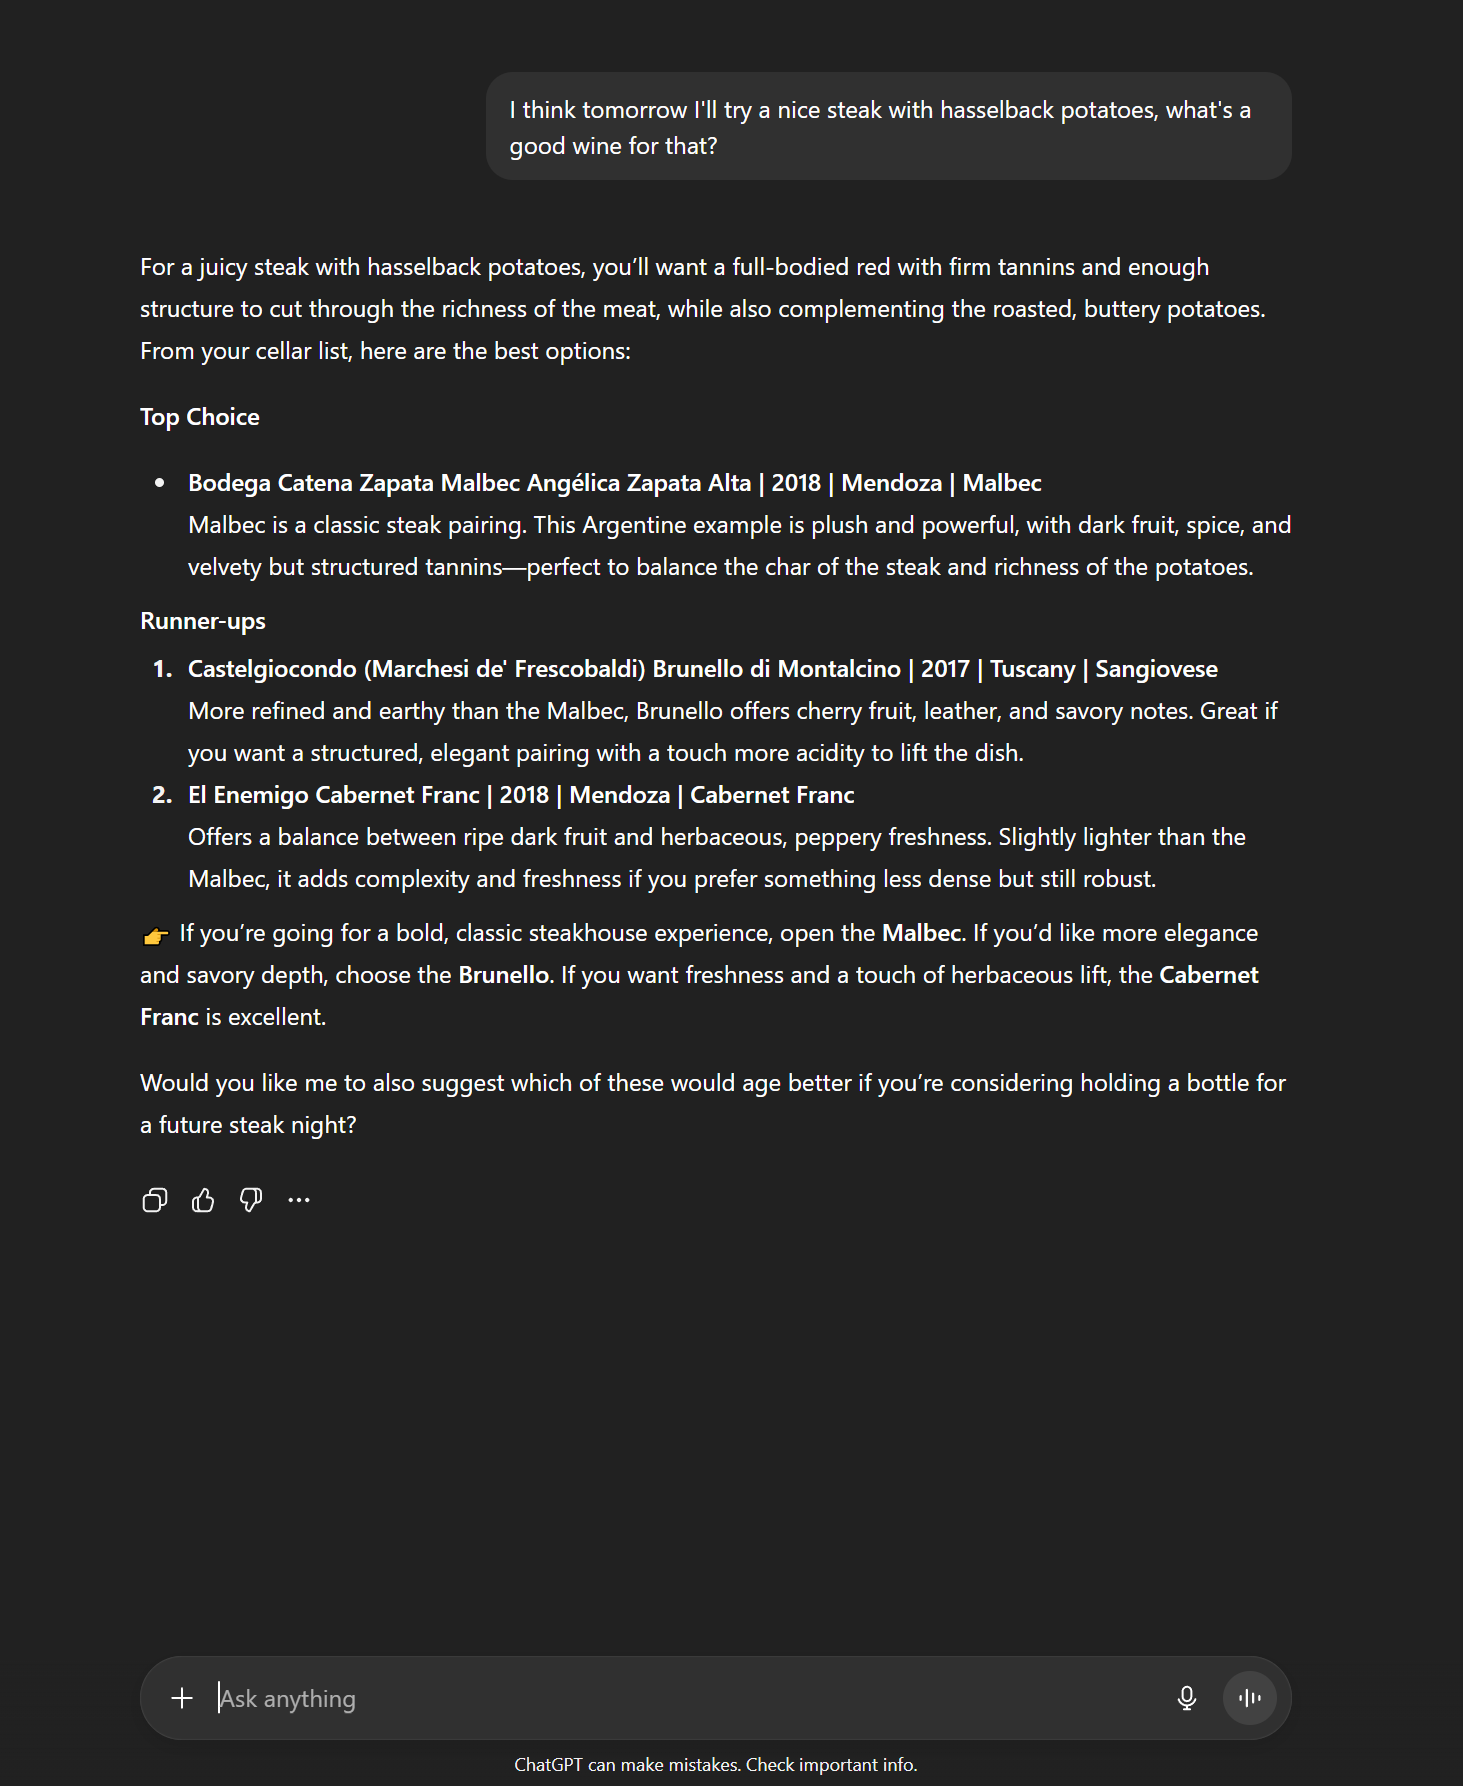 I think tomorrow I'll try a nice steak with hasselback potatoes, what's a
good wine for that?
For a juicy steak with hasselback potatoes, you’ll want a full-bodied red with firm tannins and enough
structure to cut through the richness of the meat, while also complementing the roasted, buttery potatoes.
From your cellar list, here are the best options:
Top Choice
• Bodega Catena Zapata Malbec Angélica Zapata Alta | 2018 | Mendoza | Malbec
Malbec is a classic steak pairing. This Argentine example is plush and powerful, with dark fruit, spice, and
velvety but structured tannins—perfect to balance the char of the steak and richness of the potatoes.
Runner-ups
1. Castelgiocondo (Marchesi de' Frescobaldi) Brunello di Montalcino | 2017 | Tuscany | Sangiovese
More refined and earthy than the Malbec, Brunello offers cherry fruit, leather, and savory notes. Great if
you want a structured, elegant pairing with a touch more acidity to lift the dish.
2. El Enemigo Cabernet Franc | 2018 | Mendoza | Cabernet Franc
Offers a balance between ripe dark fruit and herbaceous, peppery freshness. Slightly lighter than the
Malbec, it adds complexity and freshness if you prefer something less dense but still robust.
👉 If you’re going for a bold, classic steakhouse experience, open the Malbec. If you’d like more elegance
and savory depth, choose the Brunello. If you want freshness and a touch of herbaceous lift, the Cabernet
Franc is excellent.
Would you like me to also suggest which of these would age better if you’re considering holding a bottle for
a future steak night?
Ask anything
ChatGPT can make mistakes. Check important info.